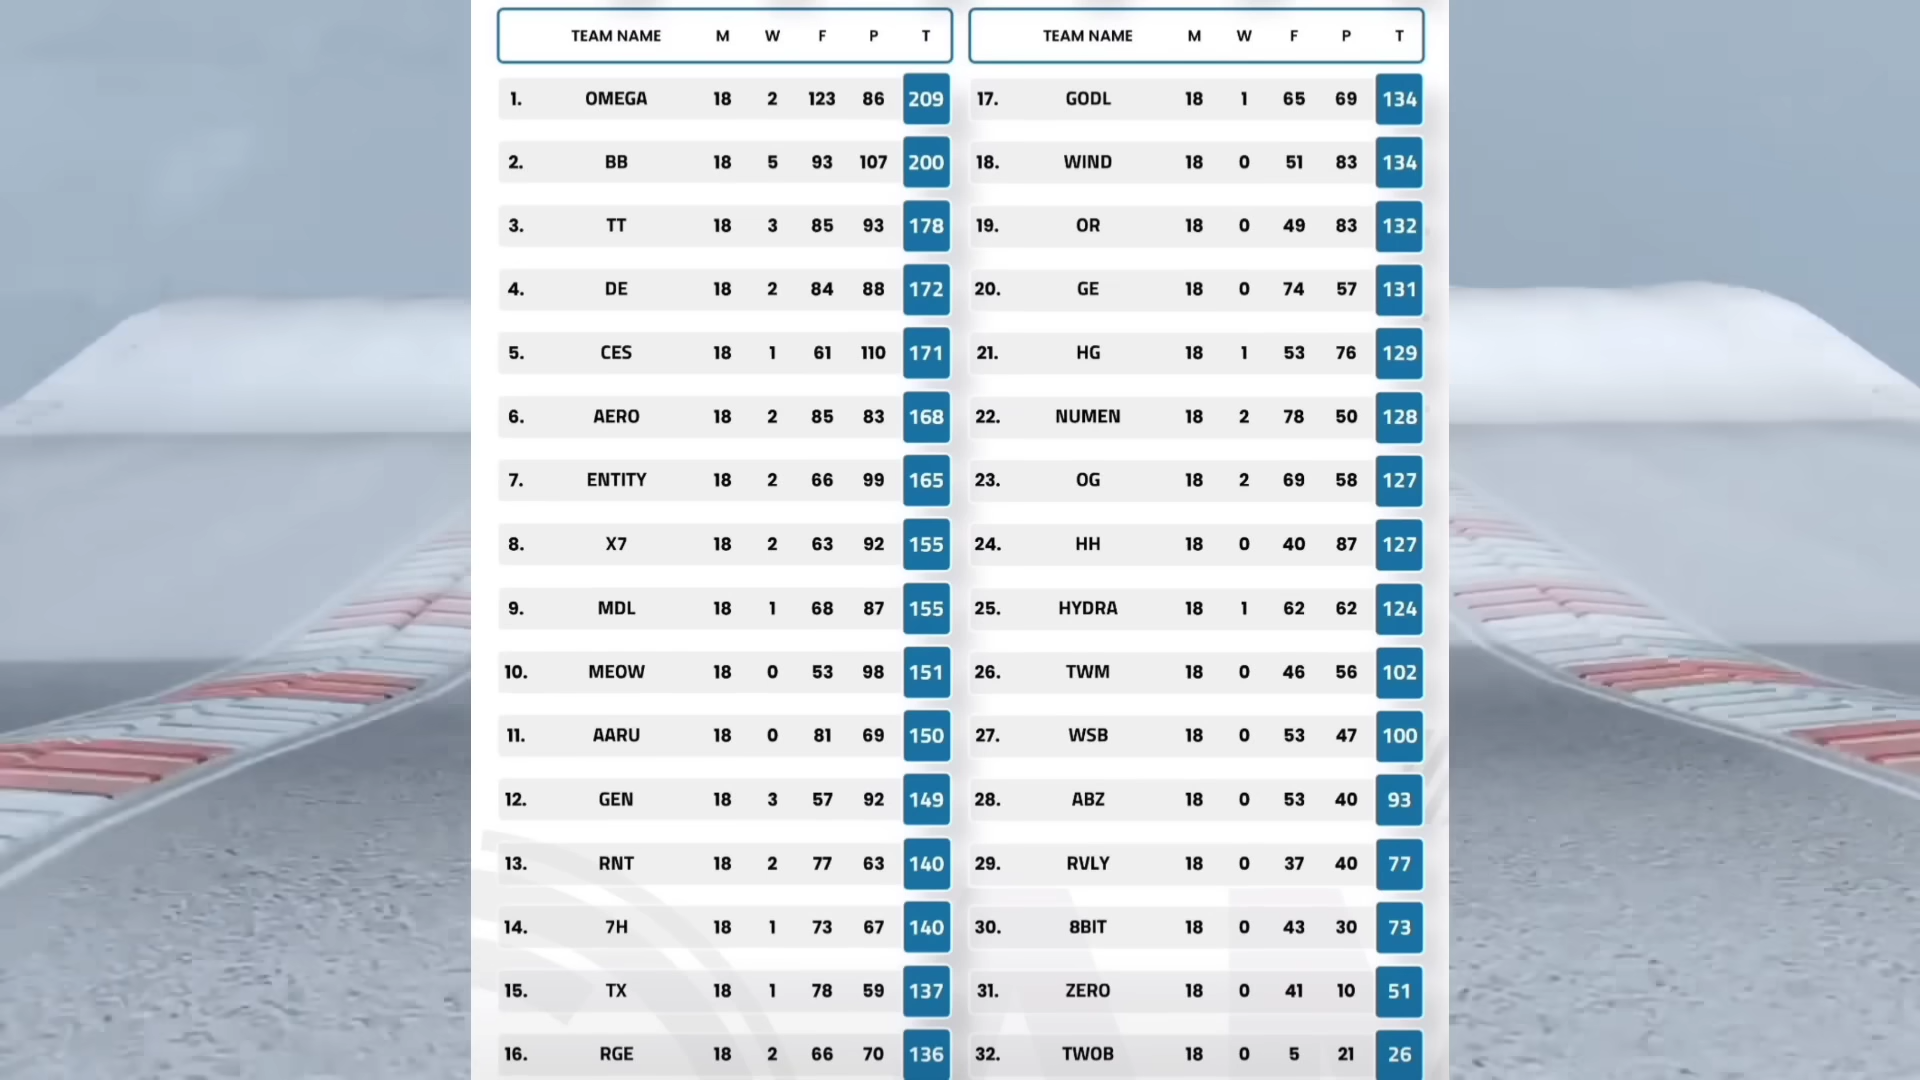 TEAM NAME M W F P T
1. OMEGA 18 2 123 86 209
2. BB 18 5 93 107 200
3. TT 18 3 85 93 178
4. DE 18 2 84 88 172
5. CES 18 1 61 110 171
6. AERO 18 2 85 83 168
7. ENTITY 18 2 66 99 165
8. X7 18 2 63 92 155
9. MDL 18 1 68 87 155
10. MEOW 18 0 53 98 151
11. AARU 18 0 81 69 150
12. GEN 18 3 57 92 149
13. RNT 18 2 77 63 140
14. 7H 18 1 73 67 140
15. TX 18 1 78 59 137
16. RGE 18 2 66 70 136
TEAM NAME M W F P T
17. GODL 18 1 65 69 134
18. WIND 18 0 51 83 134
19. OR 18 0 49 83 132
20. GE 18 0 74 57 131
21. HG 18 1 53 76 129
22. NUMEN 18 2 78 50 128
23. OG 18 2 69 58 127
24. HH 18 0 40 87 127
25. HYDRA 18 1 62 62 124
26. TWM 18 0 46 56 102
27. WSB 18 0 53 47 100
28. ABZ 18 0 53 40 93
29. RVLY 18 0 37 40 77
30. 8BIT 18 0 43 30 73
31. ZERO 18 0 41 10 51
32. TWOB 18 0 5 21 26